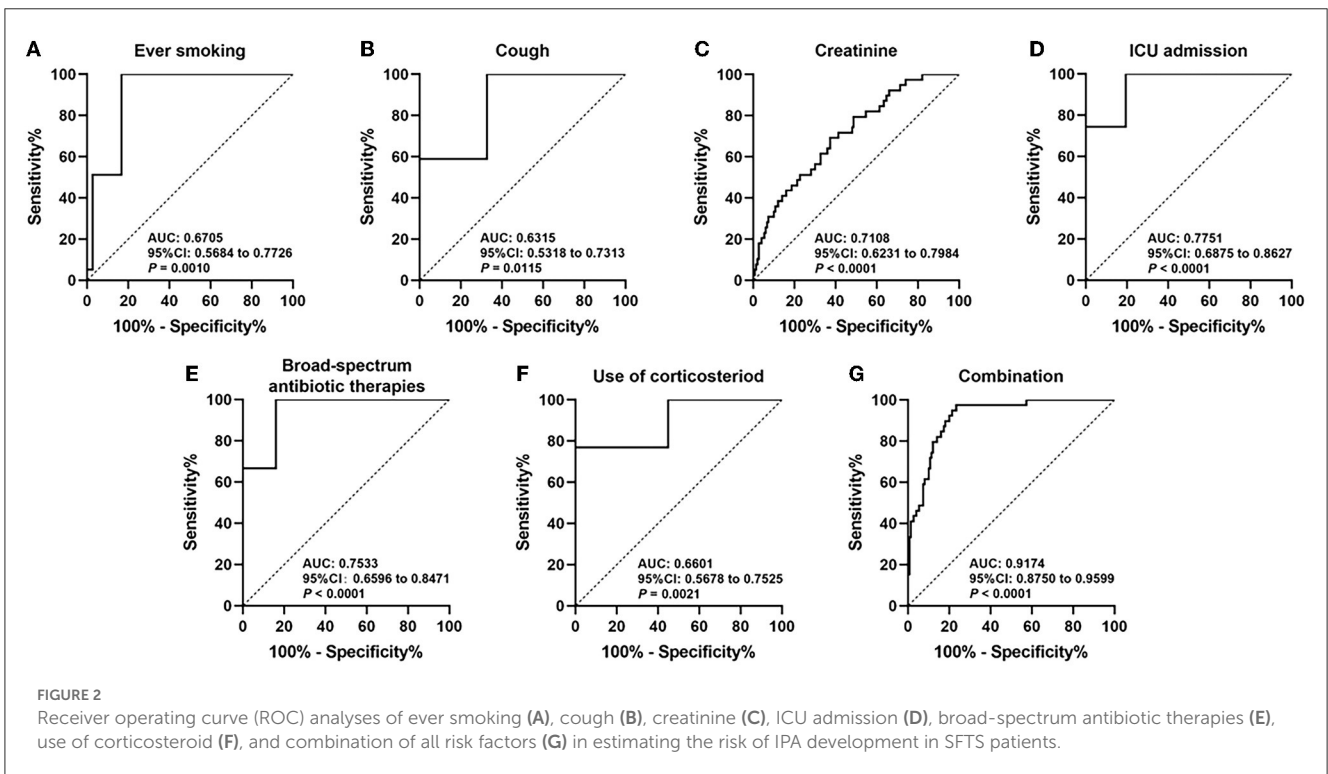 A Ever smoking
Sensitivity%
100
80
60
40
20
0
AUC: 0.6705
95%CI: 0.5684 to 0.7726
P = 0.0010
0 20 40 60 80 100
100% - Specificity%
B Cough
Sensitivity%
100
80
60
40
20
0
AUC: 0.6315
95%CI: 0.5318 to 0.7313
P = 0.0115
0 20 40 60 80 100
100% - Specificity%
C Creatinine
Sensitivity%
100
80
60
40
20
0
AUC: 0.7108
95%CI: 0.6231 to 0.7984
P < 0.0001
0 20 40 60 80 100
100% - Specificity%
D ICU admission
Sensitivity%
100
80
60
40
20
0
AUC: 0.7751
95%CI: 0.6875 to 0.8627
P < 0.0001
0 20 40 60 80 100
100% - Specificity%
E Broad-spectrum
antibiotic therapies
Sensitivity%
100
80
60
40
20
0
AUC: 0.7533
95%CI: 0.6596 to 0.8471
P < 0.0001
0 20 40 60 80 100
100% - Specificity%
F Use of corticosteriod
Sensitivity%
100
80
60
40
20
0
AUC: 0.6601
95%CI: 0.5678 to 0.7525
P = 0.0021
0 20 40 60 80 100
100% - Specificity%
G Combination
Sensitivity%
100
80
60
40
20
0
AUC: 0.9174
95%CI: 0.8750 to 0.9599
P < 0.0001
0 20 40 60 80 100
100% - Specificity%
FIGURE 2
Receiver operating curve (ROC) analyses of ever smoking (A), cough (B), creatinine (C), ICU admission (D), broad-spectrum antibiotic therapies (E),
use of corticosteroid (F), and combination of all risk factors (G) in estimating the risk of IPA development in SFTS patients.